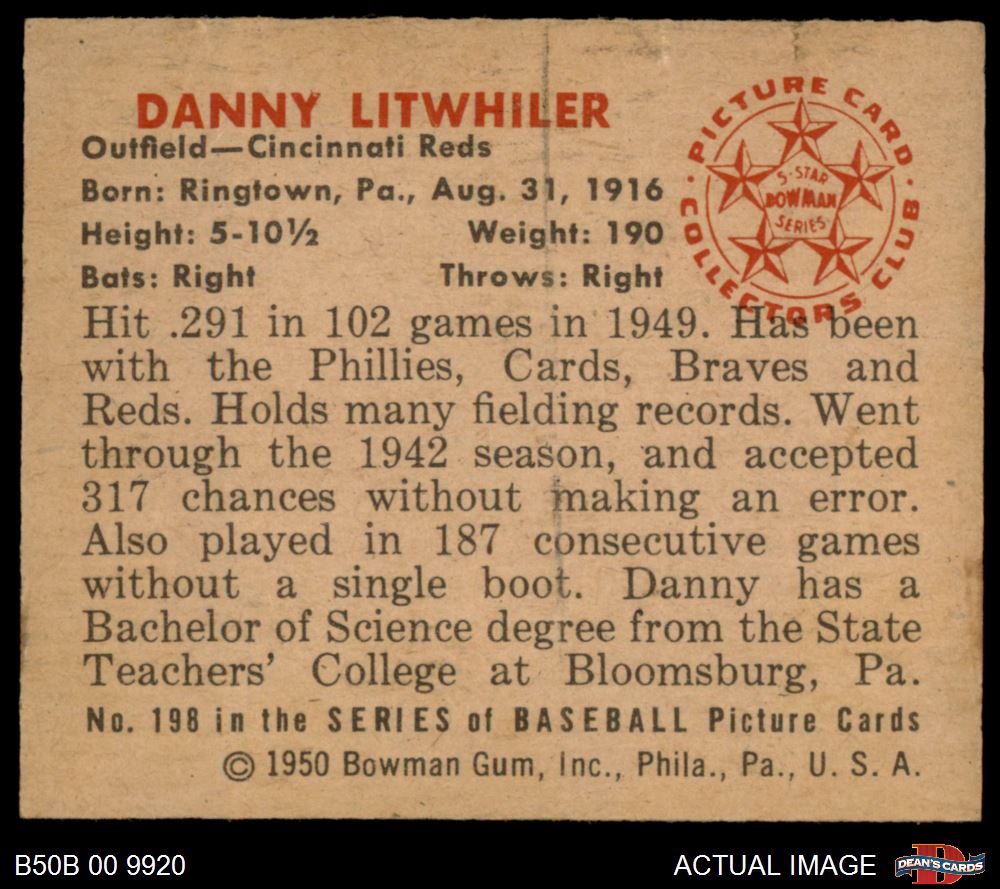 DANNY LITWHILER
Outfield—Cincinnati Reds
Born: Ringtown, Pa., Aug. 31, 1916
Height: 5-10½ Weight: 190
Bats: Right Throws: Right
PICTURE CARD
COLLECTORS CLUB
5-STAR
BOWMAN
SERIES
Hit .291 in 102 games in 1949. Has been
with the Phillies, Cards, Braves and
Reds. Holds many fielding records. Went
through the 1942 season, and accepted
317 chances without making an error.
Also played in 187 consecutive games
without a single boot. Danny has a
Bachelor of Science degree from the State
Teachers' College at Bloomsburg, Pa.
No. 198 in the SERIES of BASEBALL Picture Cards
© 1950 Bowman Gum, Inc., Phila., Pa., U. S. A.
B50B 00 9920
ACTUAL IMAGE
DEAN'S CARDS